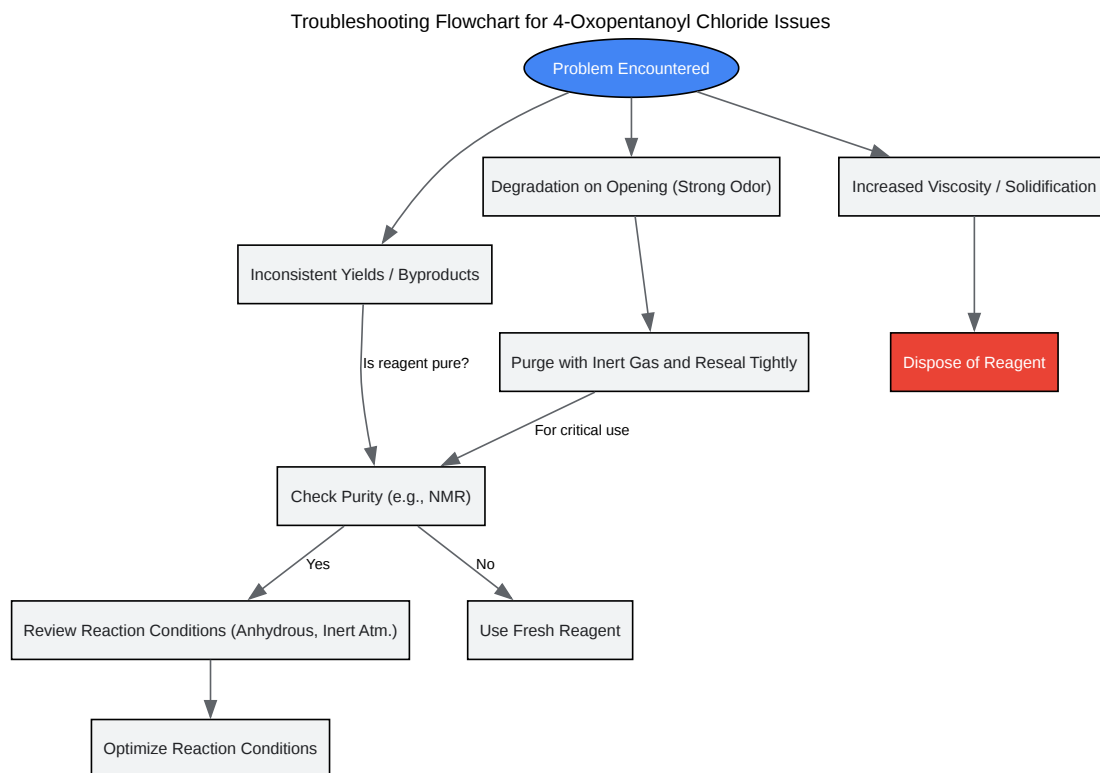 Troubleshooting Flowchart for 4-Oxopentanoyl Chloride Issues
Problem Encountered
Degradation on Opening (Strong Odor)
Increased Viscosity / Solidification
Inconsistent Yields / Byproducts
Is reagent pure?
Purge with Inert Gas and Reseal Tightly
Dispose of Reagent
For critical use
Check Purity (e.g., NMR)
Yes
No
Review Reaction Conditions (Anhydrous, Inert Atm.)
Use Fresh Reagent
Optimize Reaction Conditions